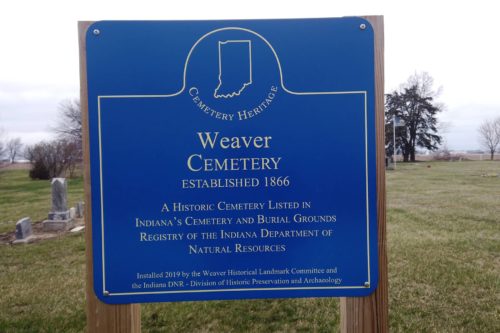 CEMETERY HERITAGE
Weaver
CEMETERY
ESTABLISHED 1866
A HISTORIC CEMETERY LISTED IN
INDIANA'S CEMETERY AND BURIAL GROUNDS
REGISTRY OF THE INDIANA DEPARTMENT OF
NATURAL RESOURCES
Installed 2019 by the Weaver Historical Landmark Committee and
the Indiana DNR - Division of Historic Preservation and Archaeology